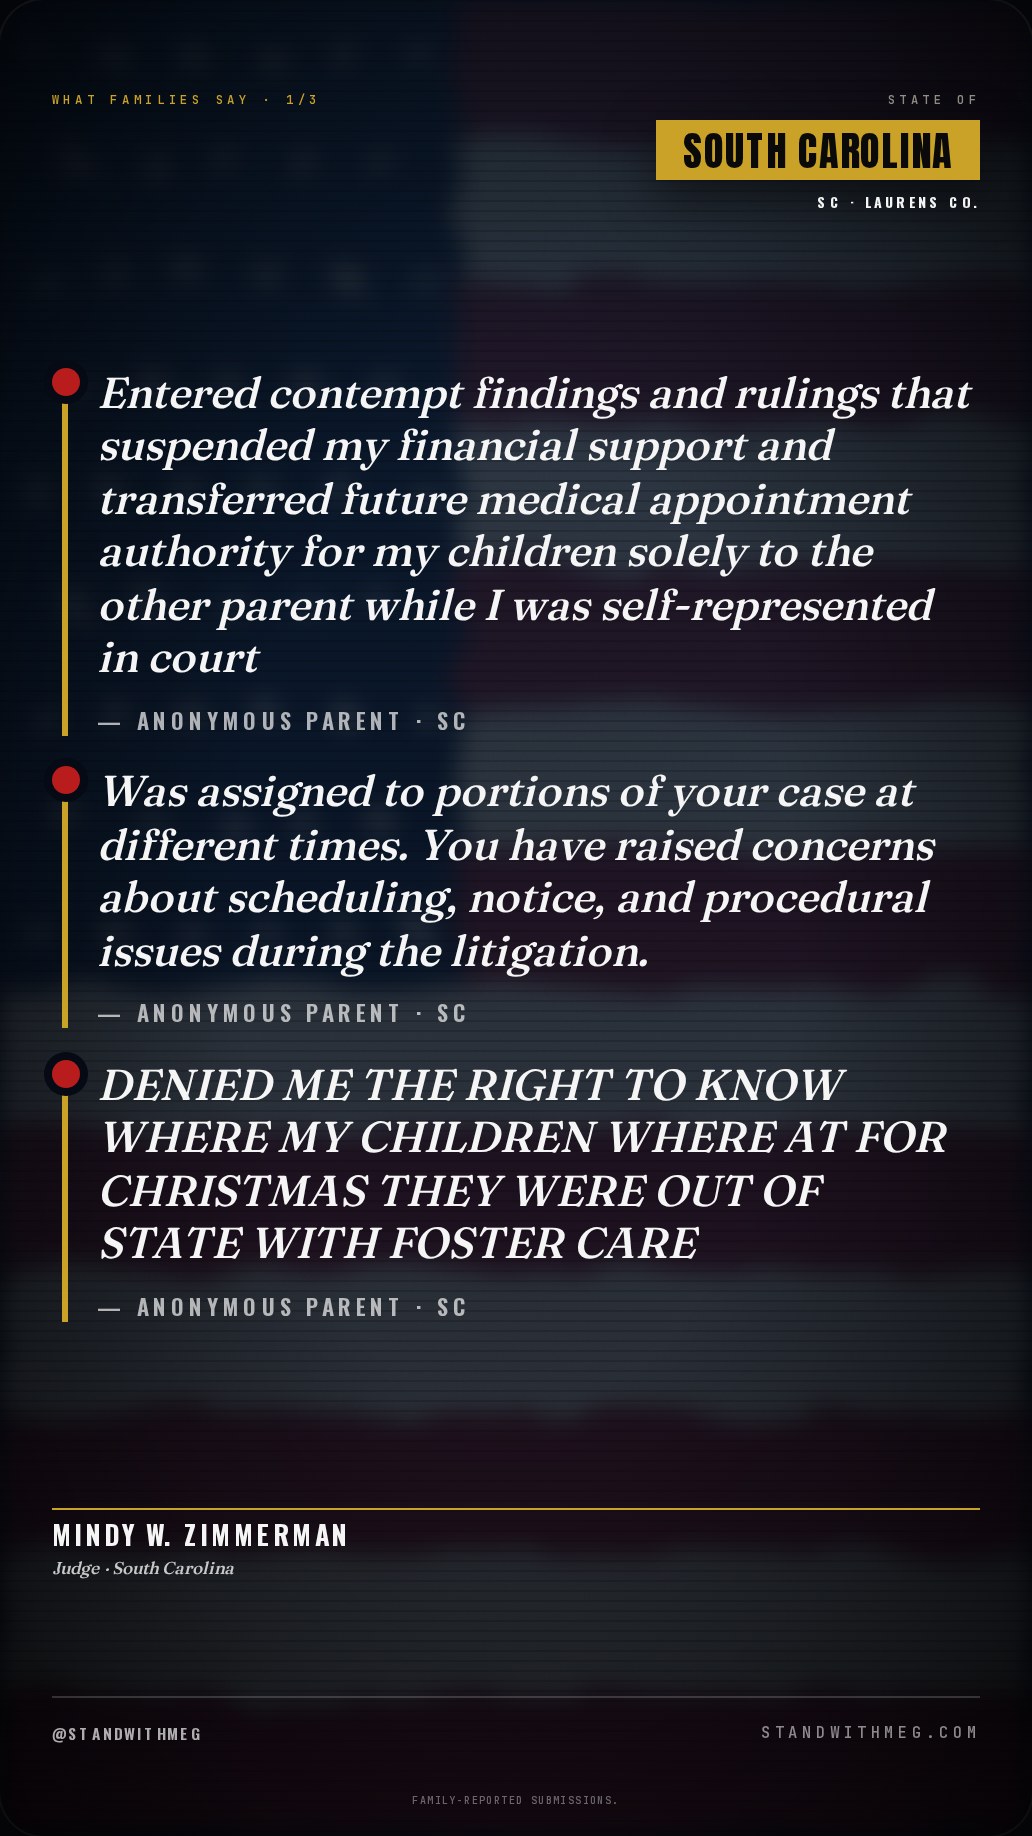 WHAT FAMILIES SAY · 1/3
STATE OF
SOUTH CAROLINA
SC · LAURENS CO.
Entered contempt findings and rulings that
suspended my financial support and
transferred future medical appointment
authority for my children solely to the
other parent while I was self-represented
in court
— ANONYMOUS PARENT · SC
Was assigned to portions of your case at
different times. You have raised concerns
about scheduling, notice, and procedural
issues during the litigation.
— ANONYMOUS PARENT · SC
DENIED ME THE RIGHT TO KNOW
WHERE MY CHILDREN WHERE AT FOR
CHRISTMAS THEY WERE OUT OF
STATE WITH FOSTER CARE
— ANONYMOUS PARENT · SC
MINDY W. ZIMMERMAN
Judge · South Carolina
@STANDWITHMEG
STANDWITHMEG.COM
FAMILY-REPORTED SUBMISSIONS.